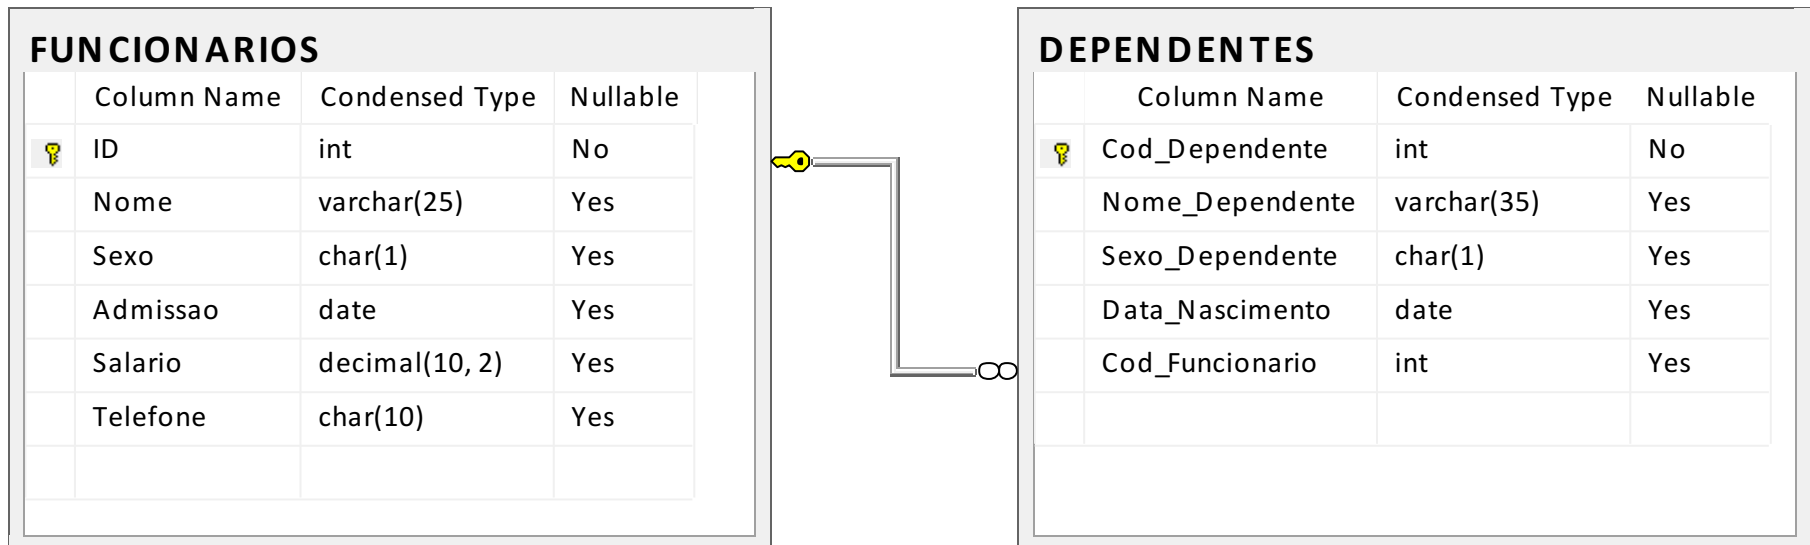 FUNCIONARIOS
Column Name Condensed Type Nullable
ID int No
Nome varchar(25) Yes
Sexo char(1) Yes
Admissao date Yes
Salario decimal(10, 2) Yes
Telefone char(10) Yes
DEPENDENTES
Column Name Condensed Type Nullable
Cod_Dependente int No
Nome_Dependente varchar(35) Yes
Sexo_Dependente char(1) Yes
Data_Nascimento date Yes
Cod_Funcionario int Yes